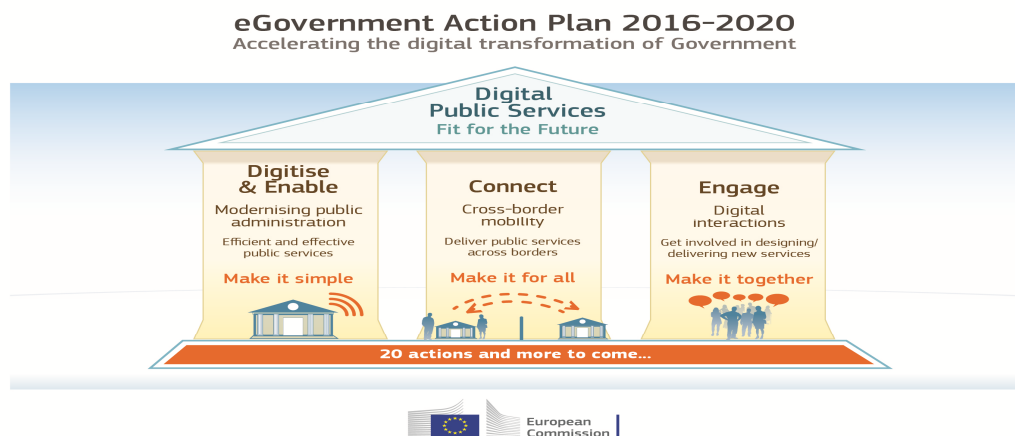 eGovernment Action Plan 2016-2020
Accelerating the digital transformation of Government
Digital
Public Services
Fit for the Future
Digitise
& Enable
Modernising public
administration
Efficient and effective
public services
Make it simple
Connect
Cross-border
mobility
Deliver public services
across borders
Make it for all
Engage
Digital
interactions
Get involved in designing/
delivering new services
Make it together
20 actions and more to come...
European
Commission